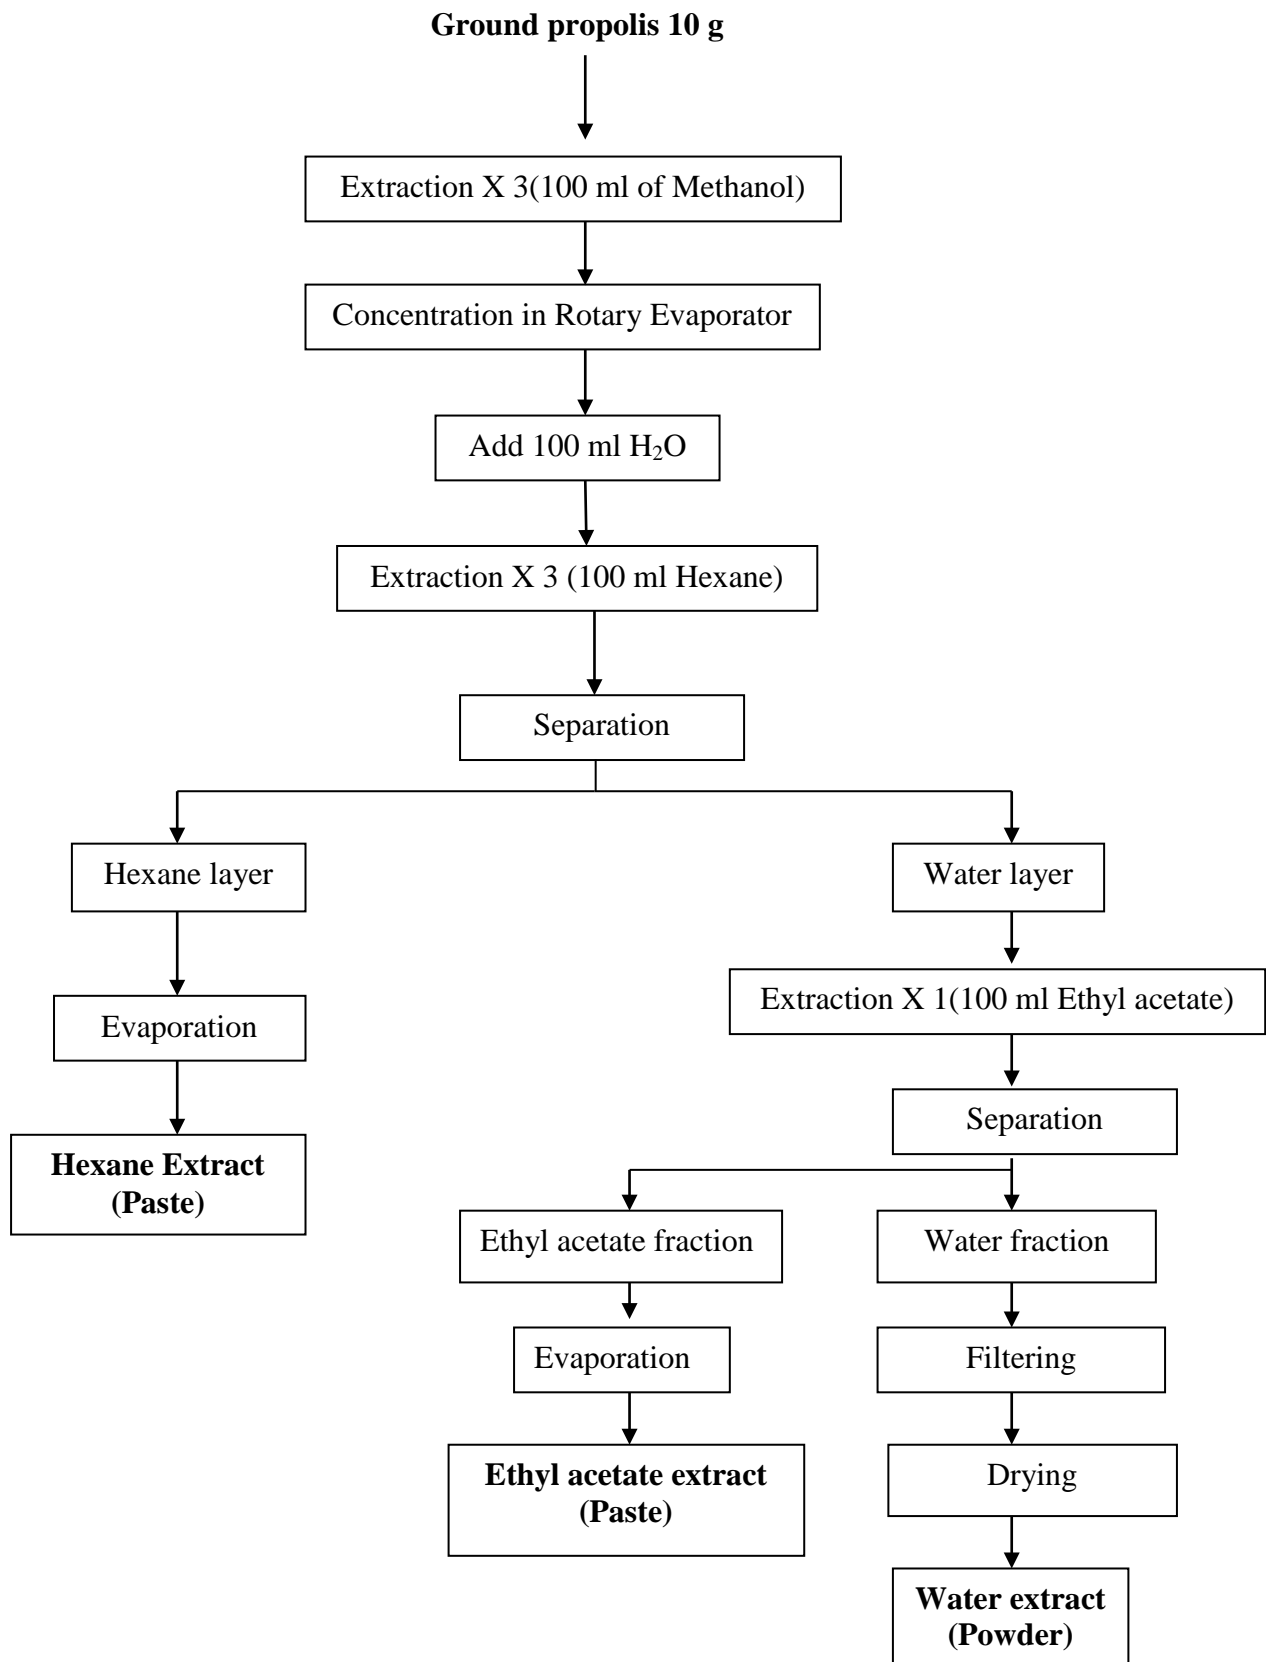 Ground propolis 10 g
Extraction X 3(100 ml of Methanol)
Concentration in Rotary Evaporator
Add 100 ml H₂O
Extraction X 3 (100 ml Hexane)
Separation
Hexane layer
Water layer
Extraction X 1(100 ml Ethyl acetate)
Evaporation
Separation
Hexane Extract
(Paste)
Ethyl acetate fraction
Water fraction
Evaporation
Filtering
Ethyl acetate extract
(Paste)
Drying
Water extract
(Powder)